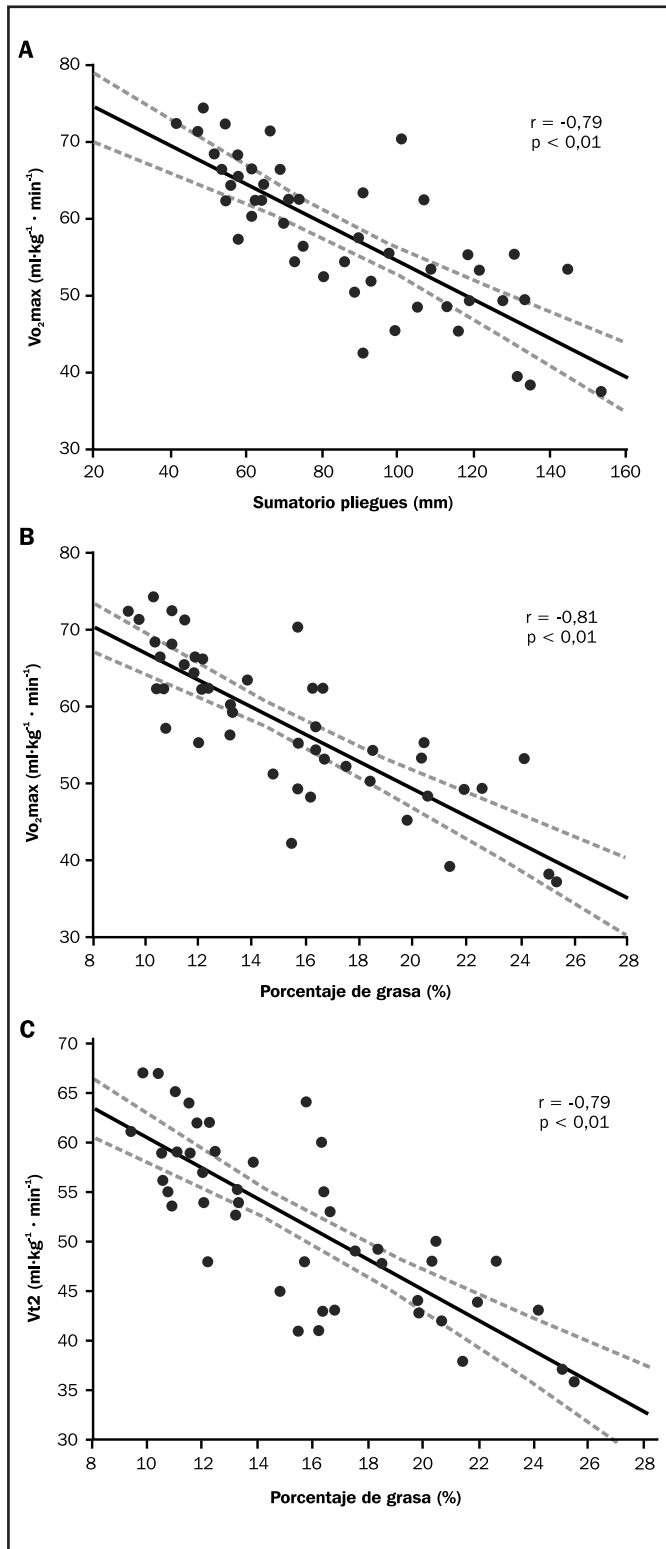 A
80
70
60
50
40
30
Vo₂max (ml·kg⁻¹ · min⁻¹)
r = -0,79
p < 0,01
20 40 60 80 100 120 140 160
Sumatorio pliegues (mm)
B
80
70
60
50
40
30
Vo₂max (ml·kg⁻¹ · min⁻¹)
r = -0,81
p < 0,01
8 10 12 14 16 18 20 22 24 26 28
Porcentaje de grasa (%)
C
70
65
60
55
50
45
40
35
30
Vt2 (ml·kg⁻¹ · min⁻¹)
r = -0,79
p < 0,01
8 10 12 14 16 18 20 22 24 26 28
Porcentaje de grasa (%)